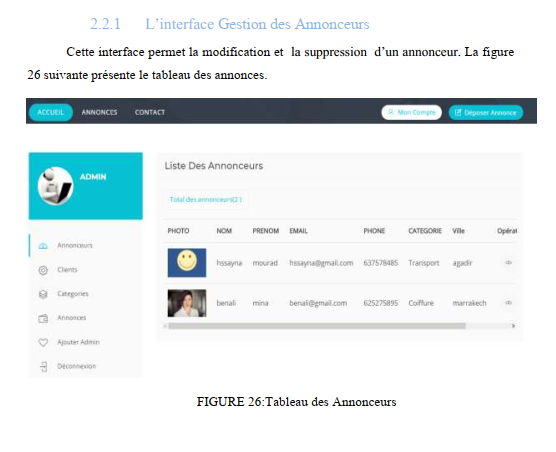 2.2.1 L'interface Gestion des Annonceurs
Cette interface permet la modification et la suppression d'un annonceur. La figure
26 suivante présente le tableau des annonces.
ACCUEIL ANNONCES CONTACT Mon Compte Déposer Annonce
ADMIN
Liste Des Annonceurs
Total des annonceurs(2 )
PHOTO NOM PRENOM EMAIL PHONE CATEGORIE Ville Opérat
hssayna mourad hssayna@gmail.com 637578485 Transport agadir
benali mina benali@gmail.com 625275895 Coiffure marrakech
Annonceurs
Clients
Categories
Annonces
Ajouter Admin
Déconnexion
FIGURE 26:Tableau des Annonceurs